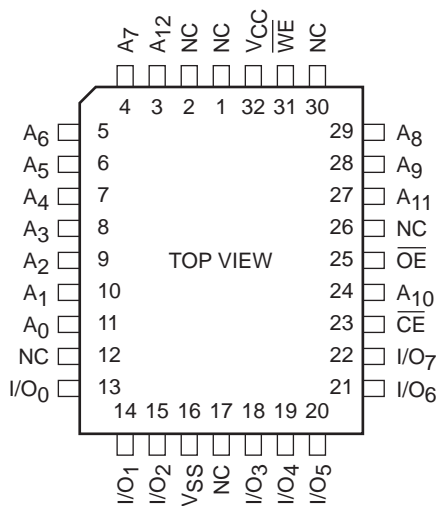 A7 A12 NC NC VCC W̅E̅ NC
4 3 2 1 32 31 30
A6 5 29 A8
A5 6 28 A9
A4 7 27 A11
A3 8 26 NC
A2 9 TOP VIEW 25 O̅E̅
A1 10 24 A10
A0 11 23 C̅E̅
NC 12 22 I/O7
I/O0 13 21 I/O6
14 15 16 17 18 19 20
I/O1 I/O2 VSS NC I/O3 I/O4 I/O5